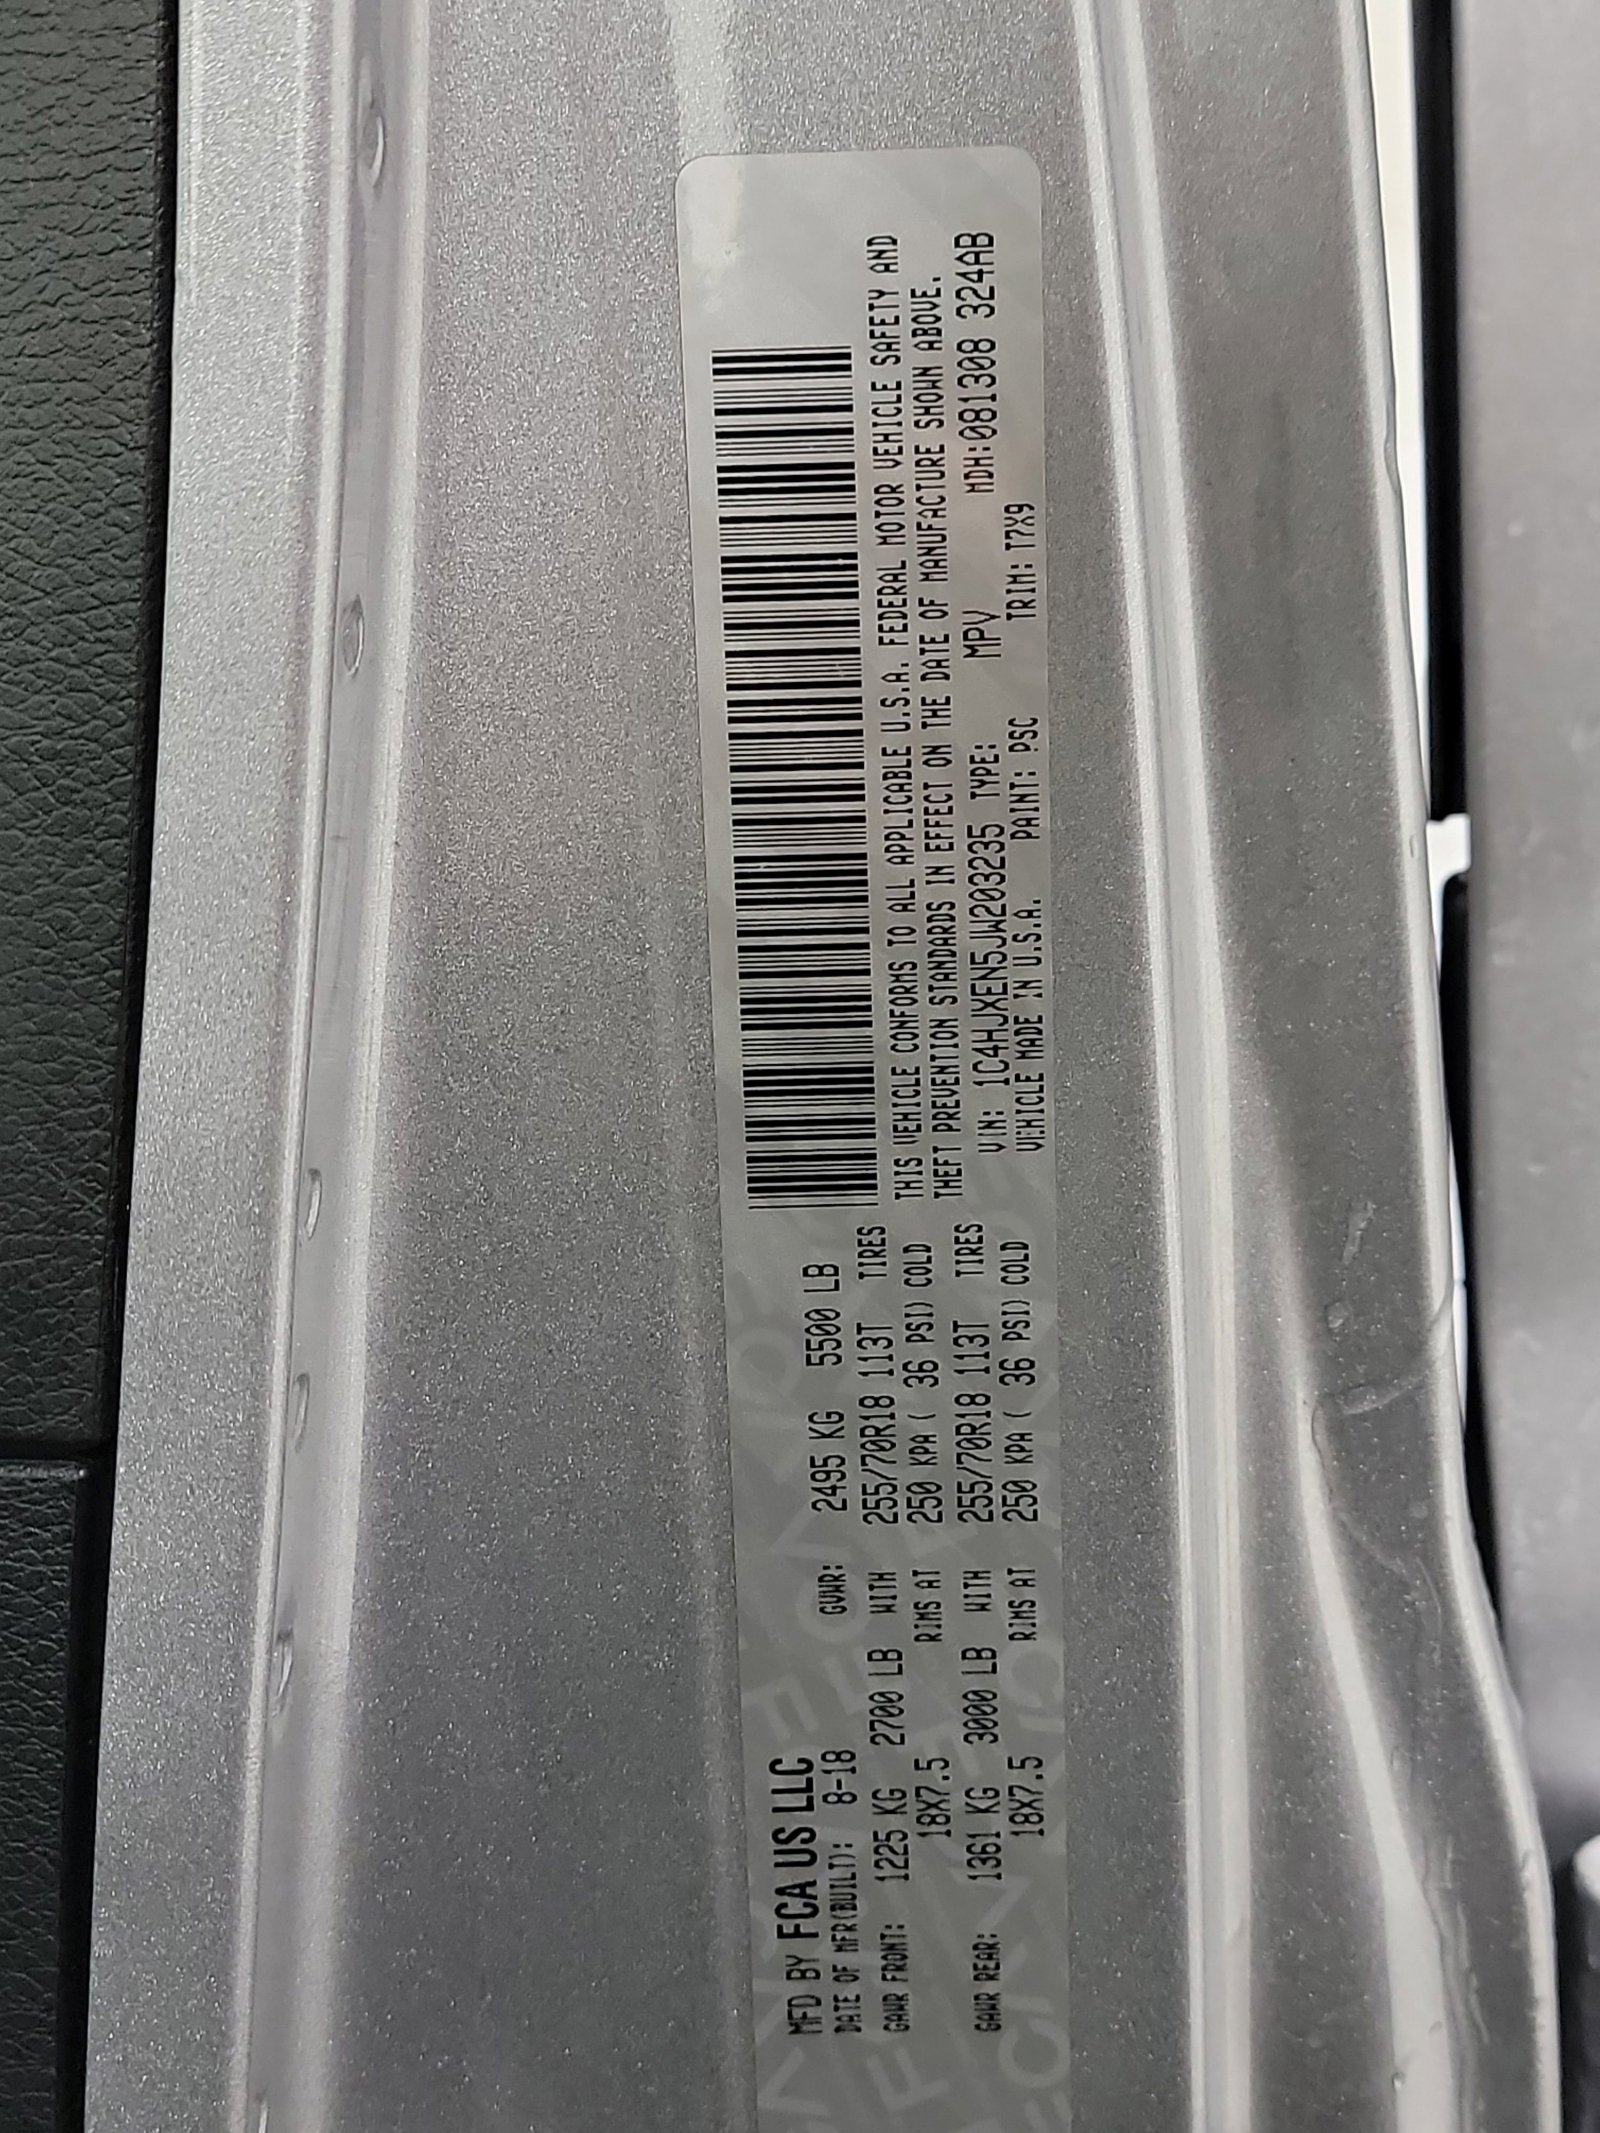 MFD BY FCA US LLC
DATE OF MFR(BUILT): 8-18 GVWR: 2495 KG 5500 LB
GAWR FRONT: 1225 KG 2700 LB WITH 255/70R18 113T TIRES
18X7.5 RIMS AT 250 KPA ( 36 PSI) COLD
GAWR REAR: 1361 KG 3000 LB WITH 255/70R18 113T TIRES
18X7.5 RIMS AT 250 KPA ( 36 PSI) COLD
THIS VEHICLE CONFORMS TO ALL APPLICABLE U.S.A. FEDERAL MOTOR VEHICLE SAFETY AND
THEFT PREVENTION STANDARDS IN EFFECT ON THE DATE OF MANUFACTURE SHOWN ABOVE.
VIN: 1C4HJXEN5JW203235 TYPE: MPV MDH:081308 324AB
VEHICLE MADE IN U.S.A. PAINT: PSC TRIM: T7X9